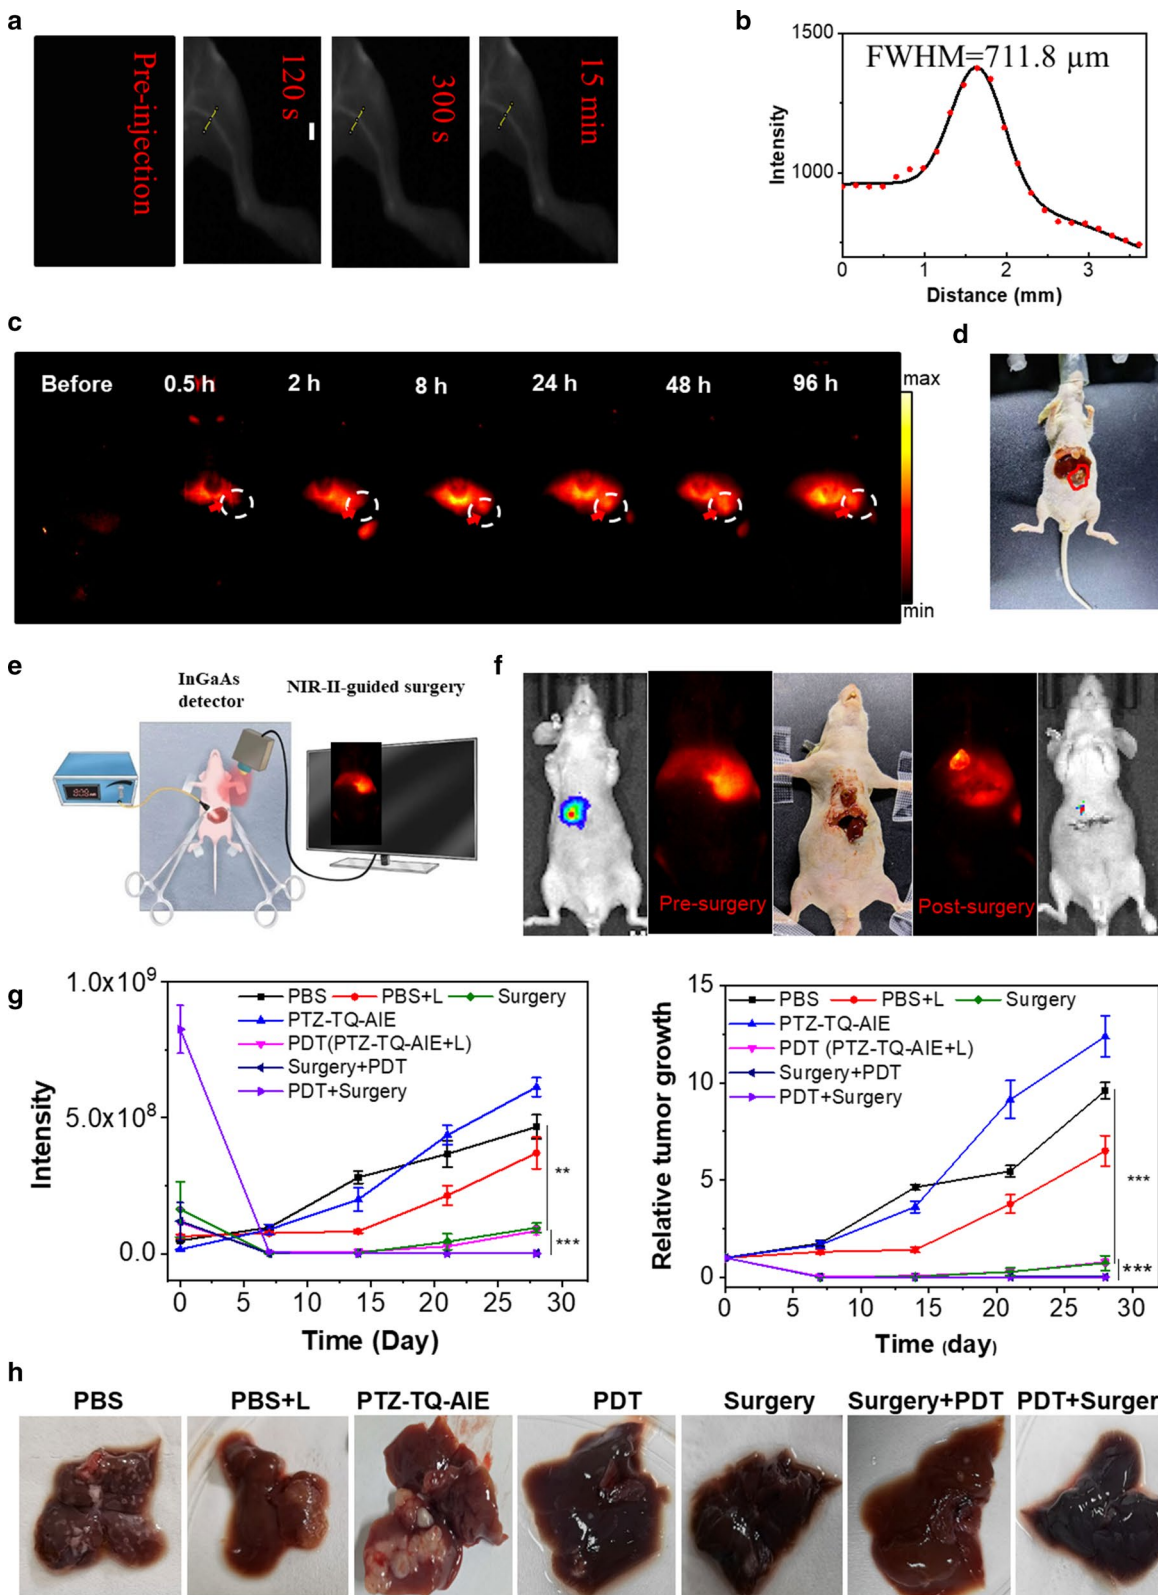 a
Pre-injection
120 s
300 s
15 min
b
FWHM=711.8 µm
1500
1000
Intensity
0 1 2 3
Distance (mm)
c
Before 0.5 h 2 h 8 h 24 h 48 h 96 h
max
min
d
e
InGaAs
detector
NIR-II-guided surgery
f
Pre-surgery
Post-surgery
g
1.0x10⁹
5.0x10⁸
0.0
Intensity
PBS PBS+L Surgery
PTZ-TQ-AIE
PDT(PTZ-TQ-AIE+L)
Surgery+PDT
PDT+Surgery
**
***
0 5 10 15 20 25 30
Time (Day)
15
10
5
0
Relative tumor growth
PBS PBS+L Surgery
PTZ-TQ-AIE
PDT (PTZ-TQ-AIE+L)
Surgery+PDT
PDT+Surgery
***
***
0 5 10 15 20 25 30
Time (day)
h
PBS PBS+L PTZ-TQ-AIE PDT Surgery Surgery+PDT PDT+Surger